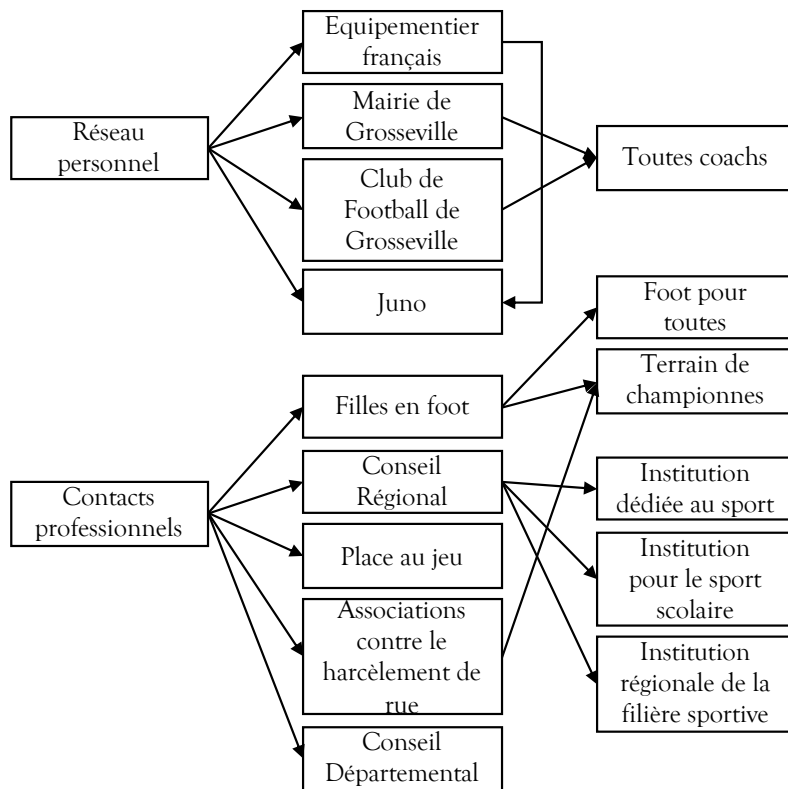 Réseau
personnel
Equipementier
français
Mairie de
Grosseville
Club de
Football de
Grosseville
Juno
Toutes coachs
Contacts
professionnels
Filles en foot
Conseil
Régional
Place au jeu
Associations
contre le
harcèlement de
rue
Conseil
Départemental
Foot pour
toutes
Terrain de
championnes
Institution
dédiée au sport
Institution
pour le sport
scolaire
Institution
régionale de la
filière sportive